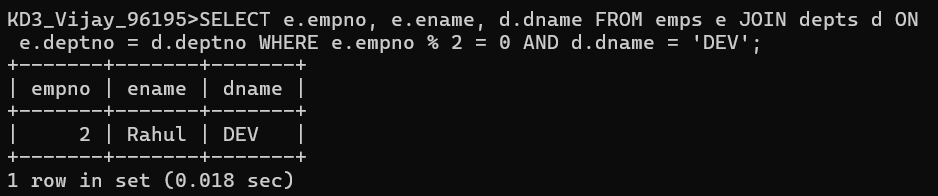 KD3_Vijay_96195>SELECT e.empno, e.ename, d.dname FROM emps e JOIN depts d ON
 e.deptno = d.deptno WHERE e.empno % 2 = 0 AND d.dname = 'DEV';
+-------+-------+-------+
| empno | ename | dname |
+-------+-------+-------+
|     2 | Rahul | DEV   |
+-------+-------+-------+
1 row in set (0.018 sec)